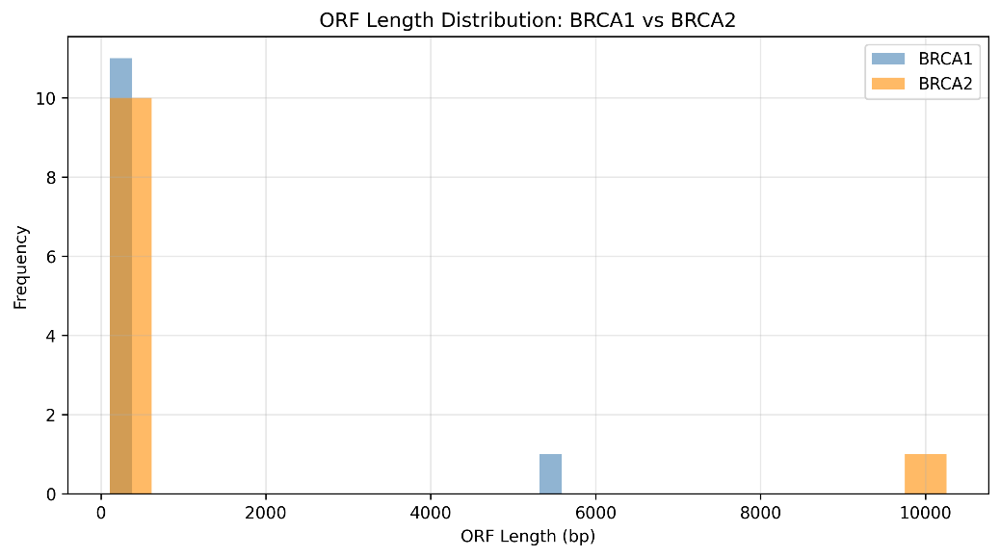 ORF Length Distribution: BRCA1 vs BRCA2
BRCA1
BRCA2
10
8
6
4
2
0
Frequency
0 2000 4000 6000 8000 10000
ORF Length (bp)